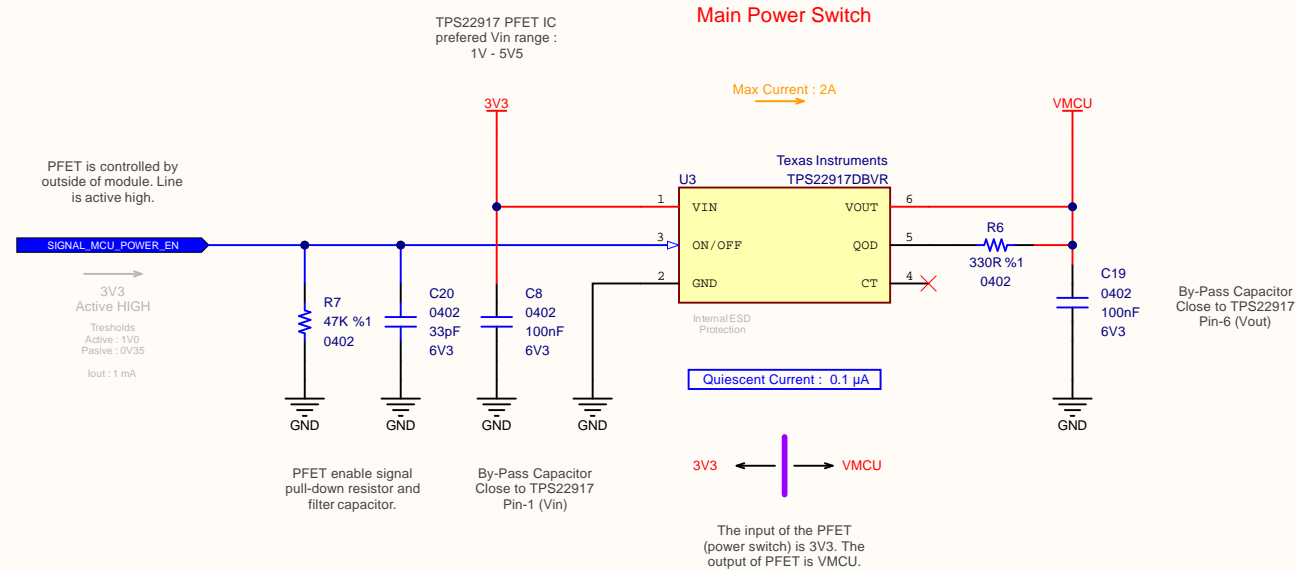 Main Power Switch
TPS22917 PFET IC
prefered Vin range :
1V - 5V5
Max Current : 2A
3V3
VMCU
PFET is controlled by
outside of module. Line
is active high.
SIGNAL_MCU_POWER_EN
3V3
Active HIGH
Tresholds
Active : 1V0
Pasive : 0V35
Iout : 1 mA
R7
47K %1
0402
GND
C20
0402
33pF
6V3
GND
C8
0402
100nF
6V3
GND
GND
Texas Instruments
U3
TPS22917DBVR
1
VIN
VOUT
6
3
ON/OFF
QOD
5
2
GND
CT
4
Internal ESD
Protection
R6
330R %1
0402
C19
0402
100nF
6V3
GND
By-Pass Capacitor
Close to TPS22917
Pin-6 (Vout)
Quiescent Current : 0.1 µA
PFET enable signal
pull-down resistor and
filter capacitor.
By-Pass Capacitor
Close to TPS22917
Pin-1 (Vin)
3V3
VMCU
The input of the PFET
(power switch) is 3V3. The
output of PFET is VMCU.